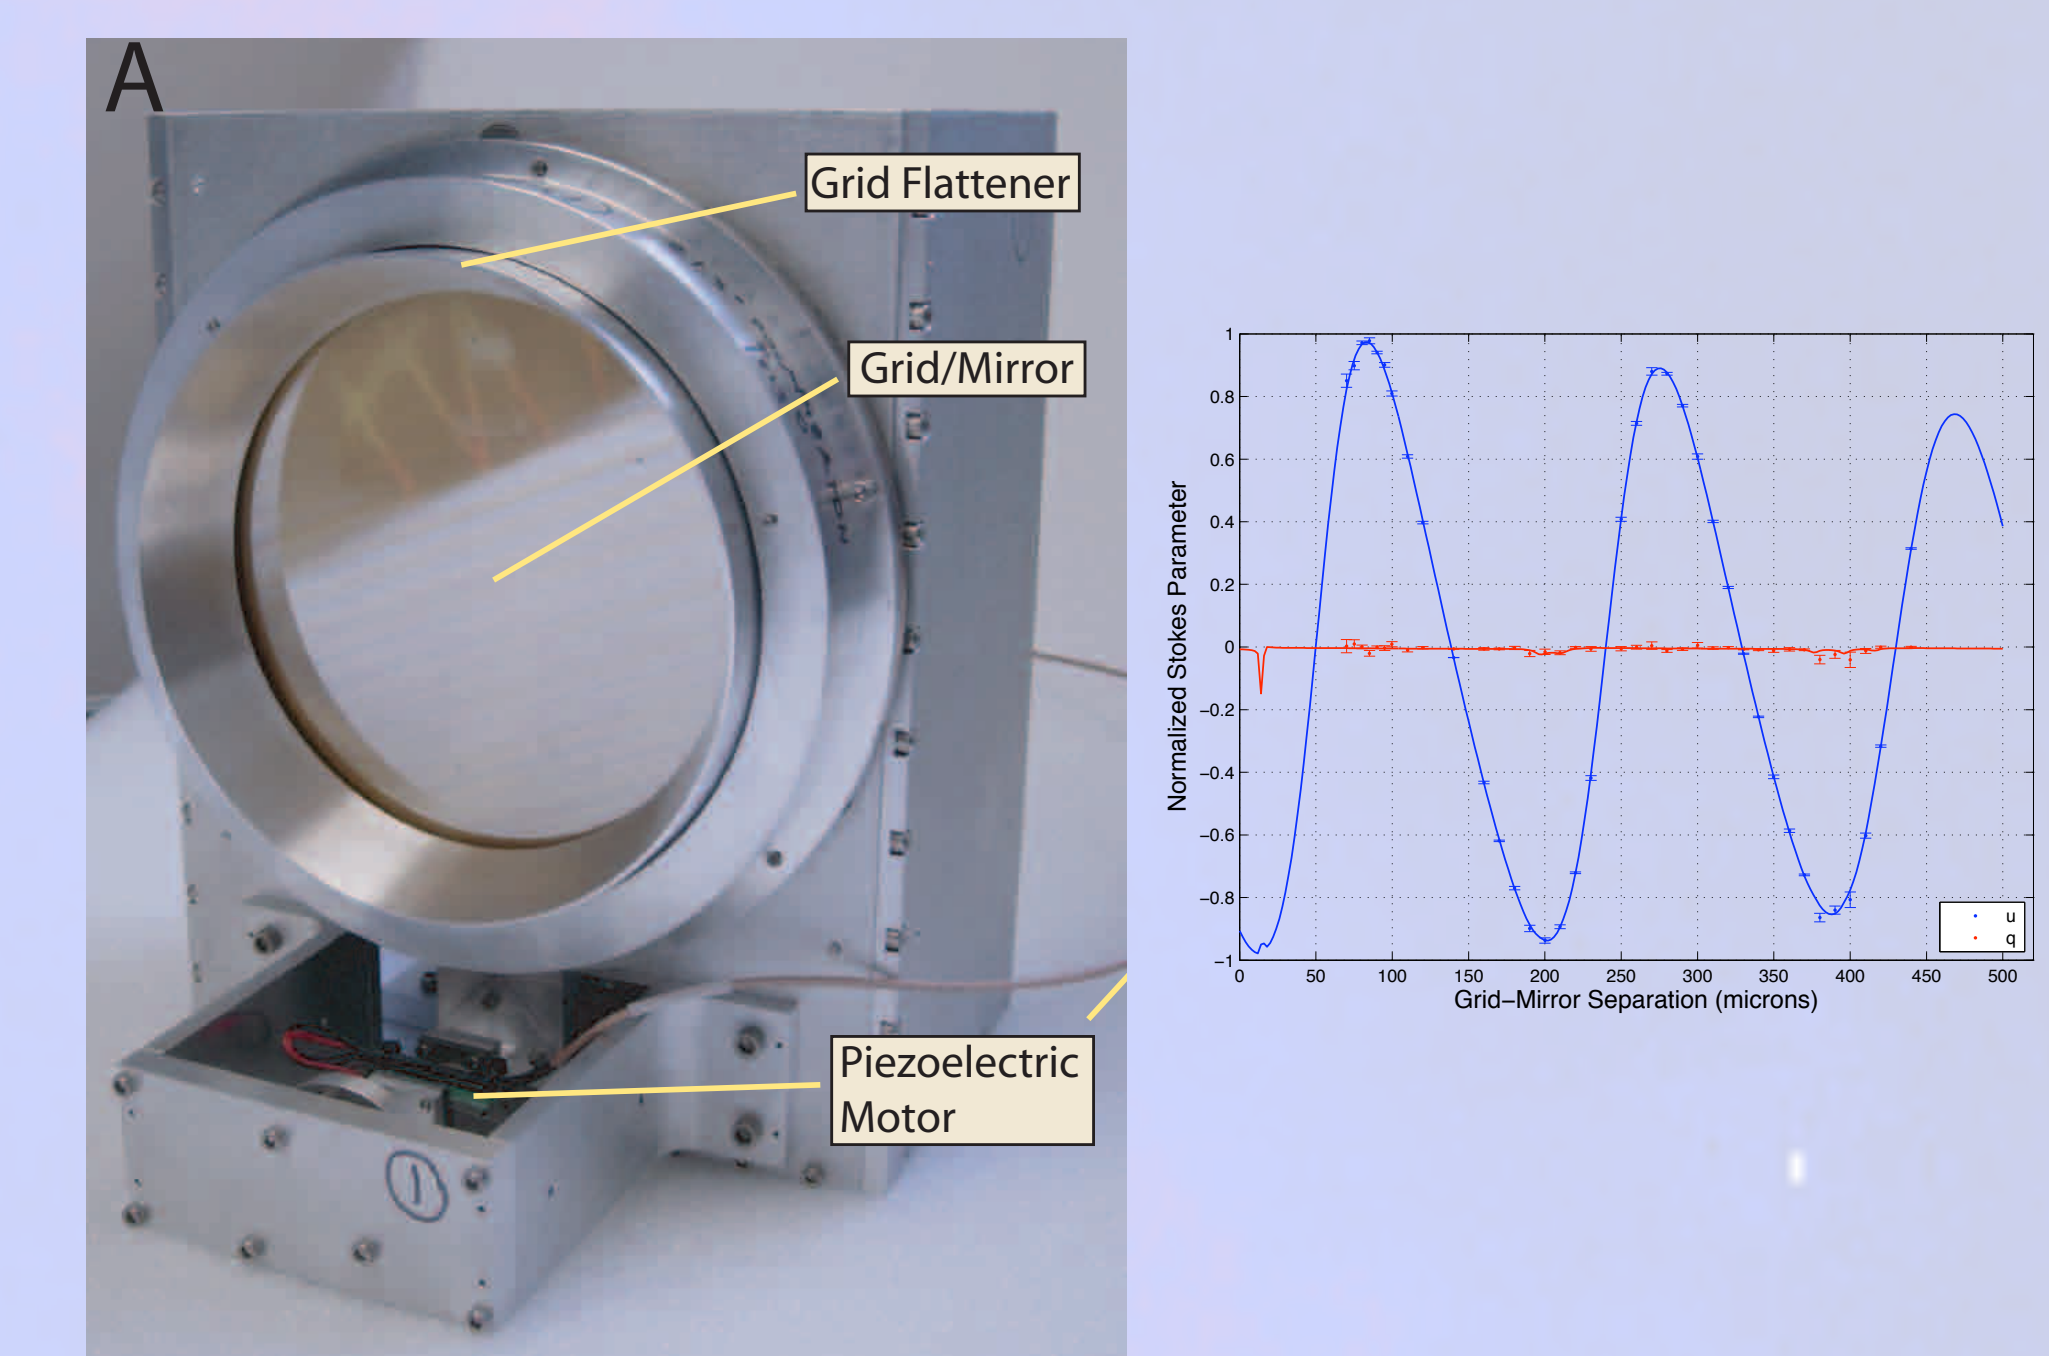 A
Grid Flattener
Grid/Mirror
Piezoelectric
Motor
1
1
0.8
0.6
0.4
0.2
0
−0.2
−0.4
−0.6
−0.8
−1
Normalized Stokes Parameter
0 50 100 150 200 250 300 350 400 450 500
Grid−Mirror Separation (microns)
u
q